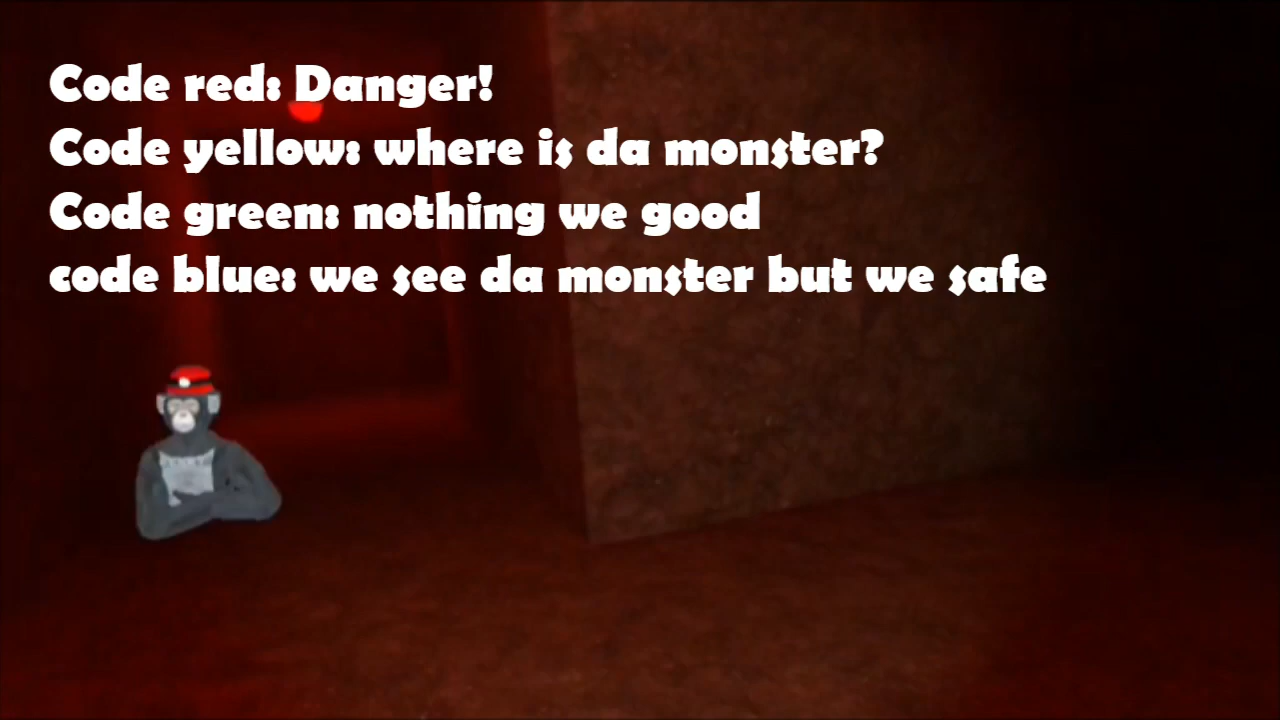 Code red: Danger!
Code yellow: where is da monster?
Code green: nothing we good
code blue: we see da monster but we safe